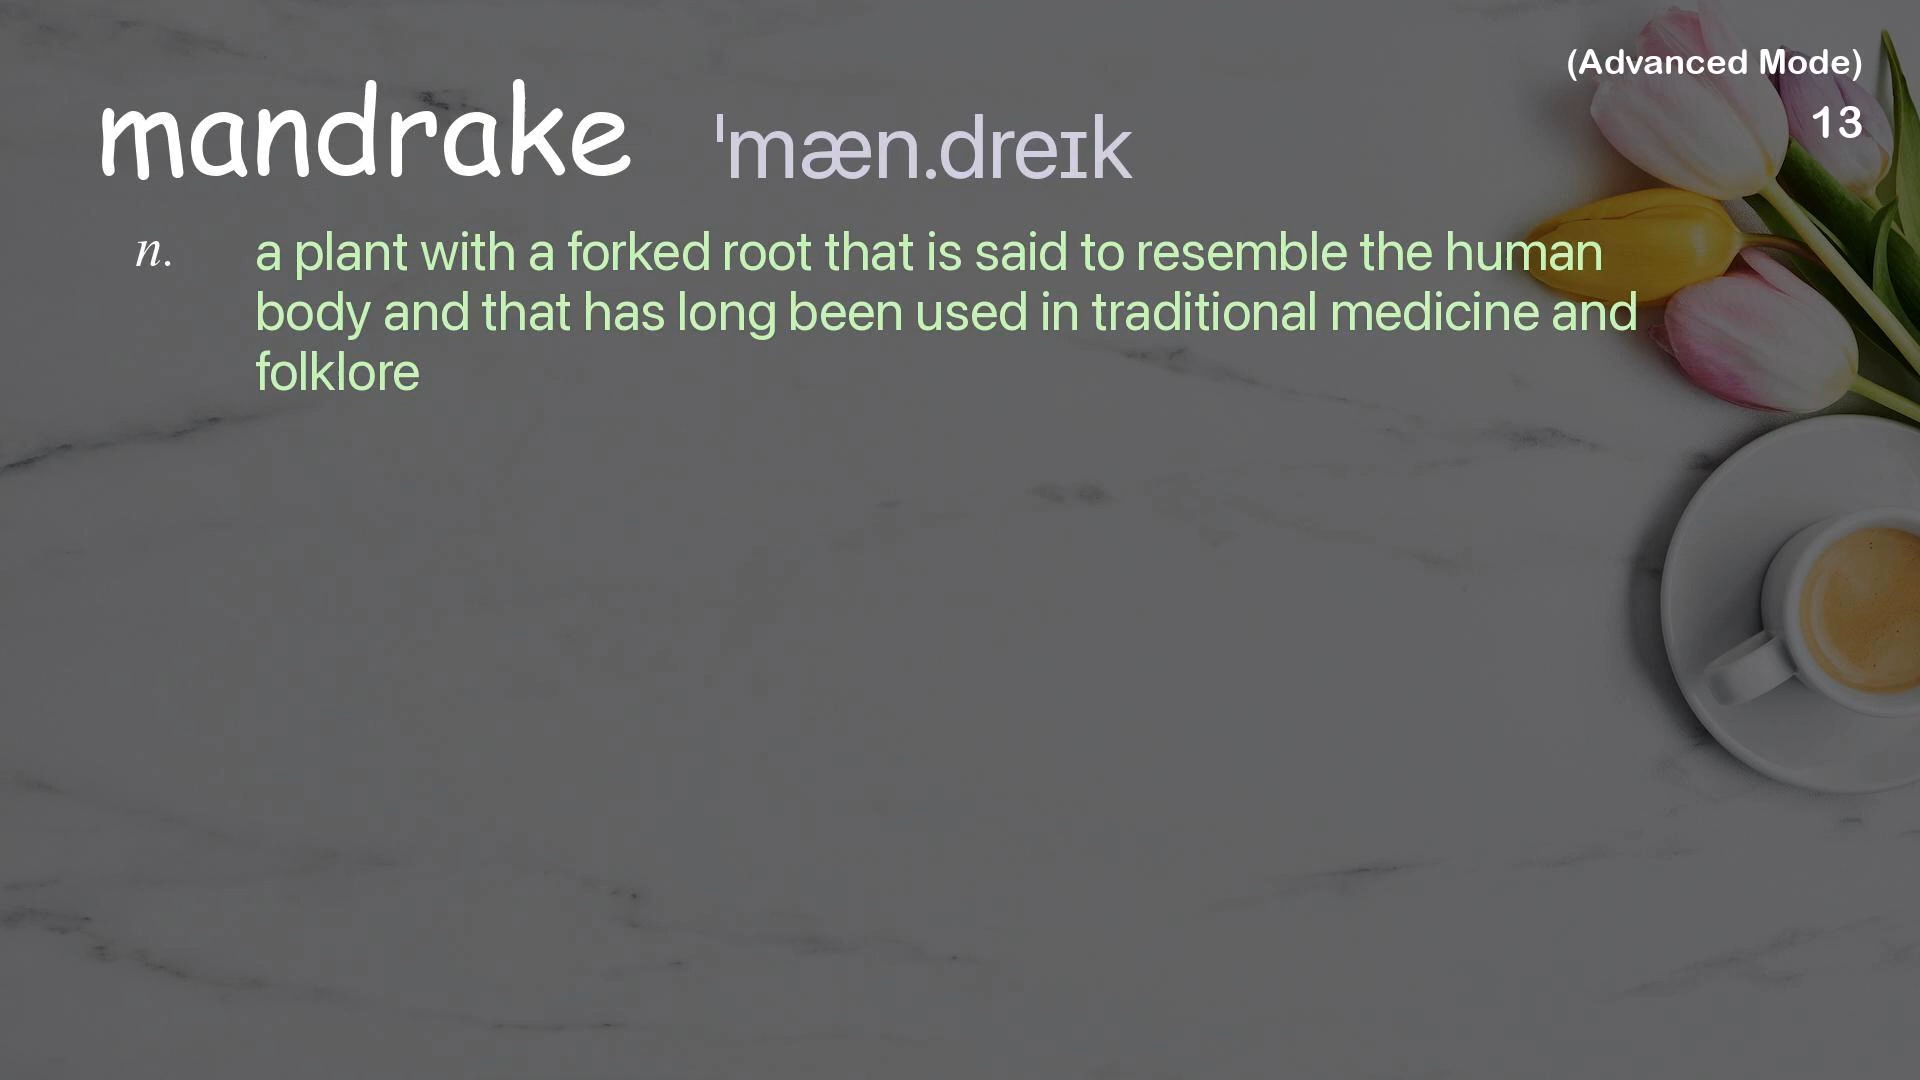 (Advanced Mode)
13
mandrake ˈmæn.dreɪk
n. a plant with a forked root that is said to resemble the human
body and that has long been used in traditional medicine and
folklore